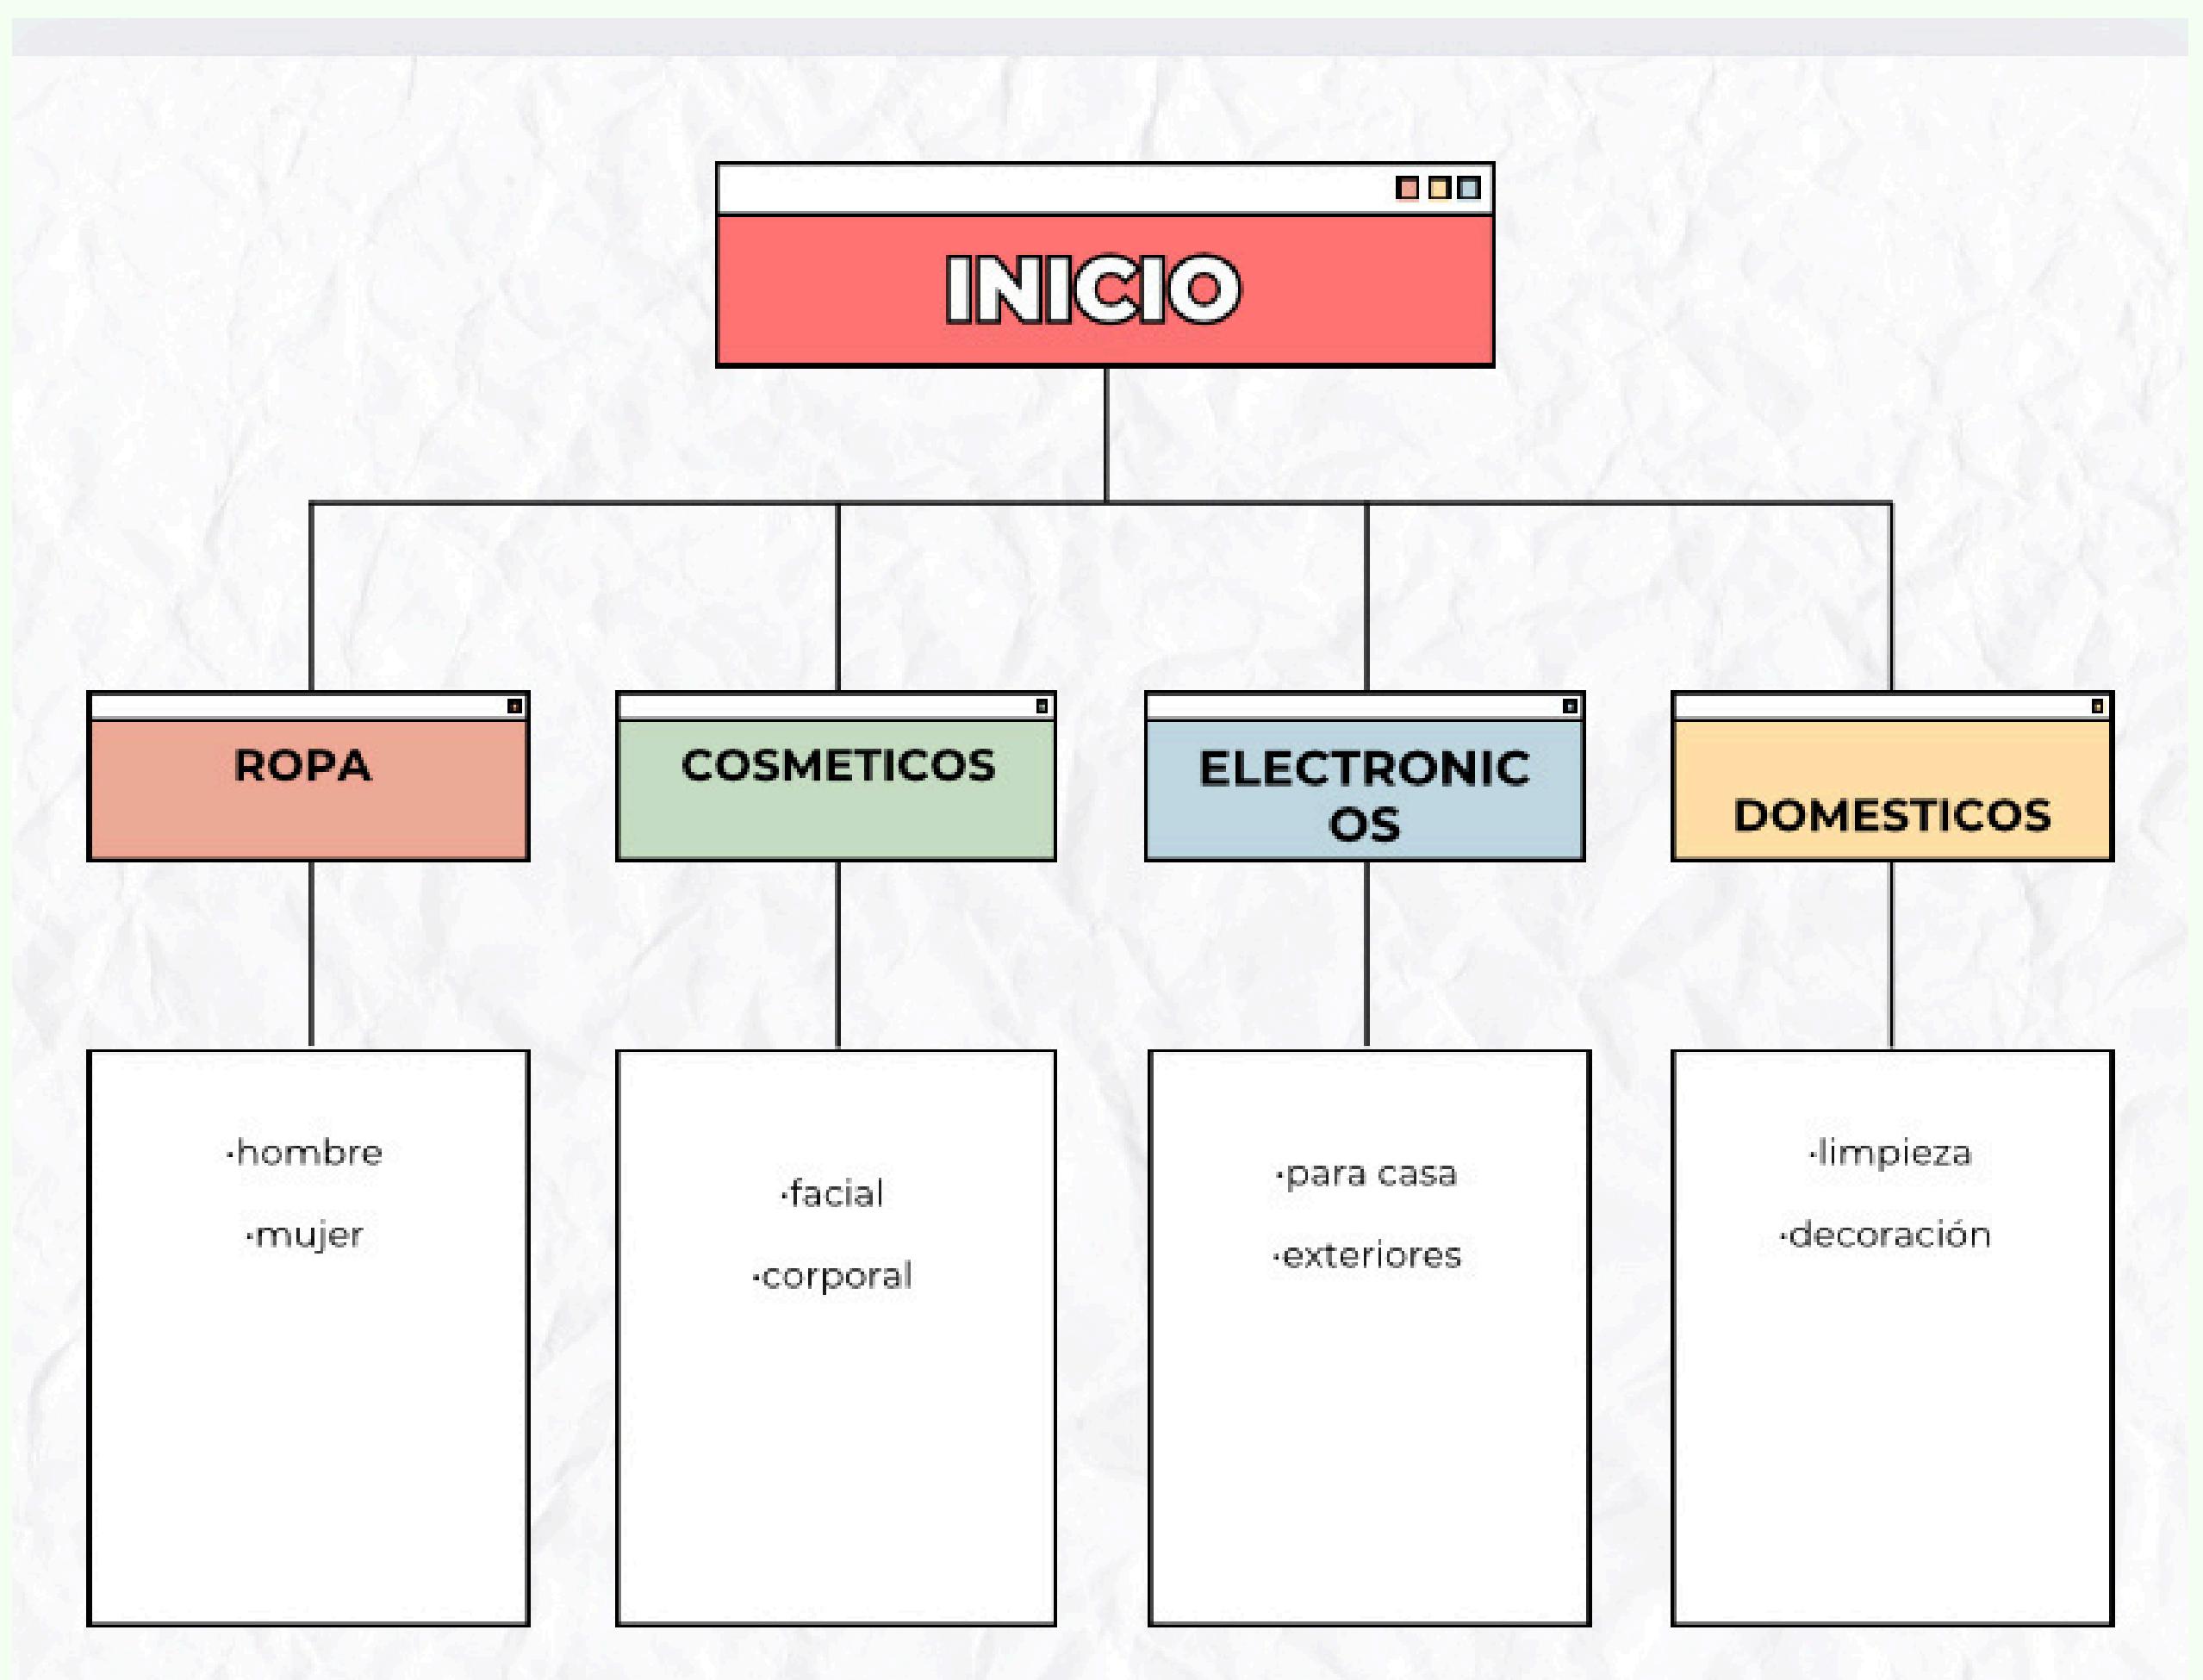 INICIO
ROPA
COSMETICOS
ELECTRONIC
OS
DOMESTICOS
·hombre
·mujer
·facial
·corporal
·para casa
·exteriores
·limpieza
·decoración